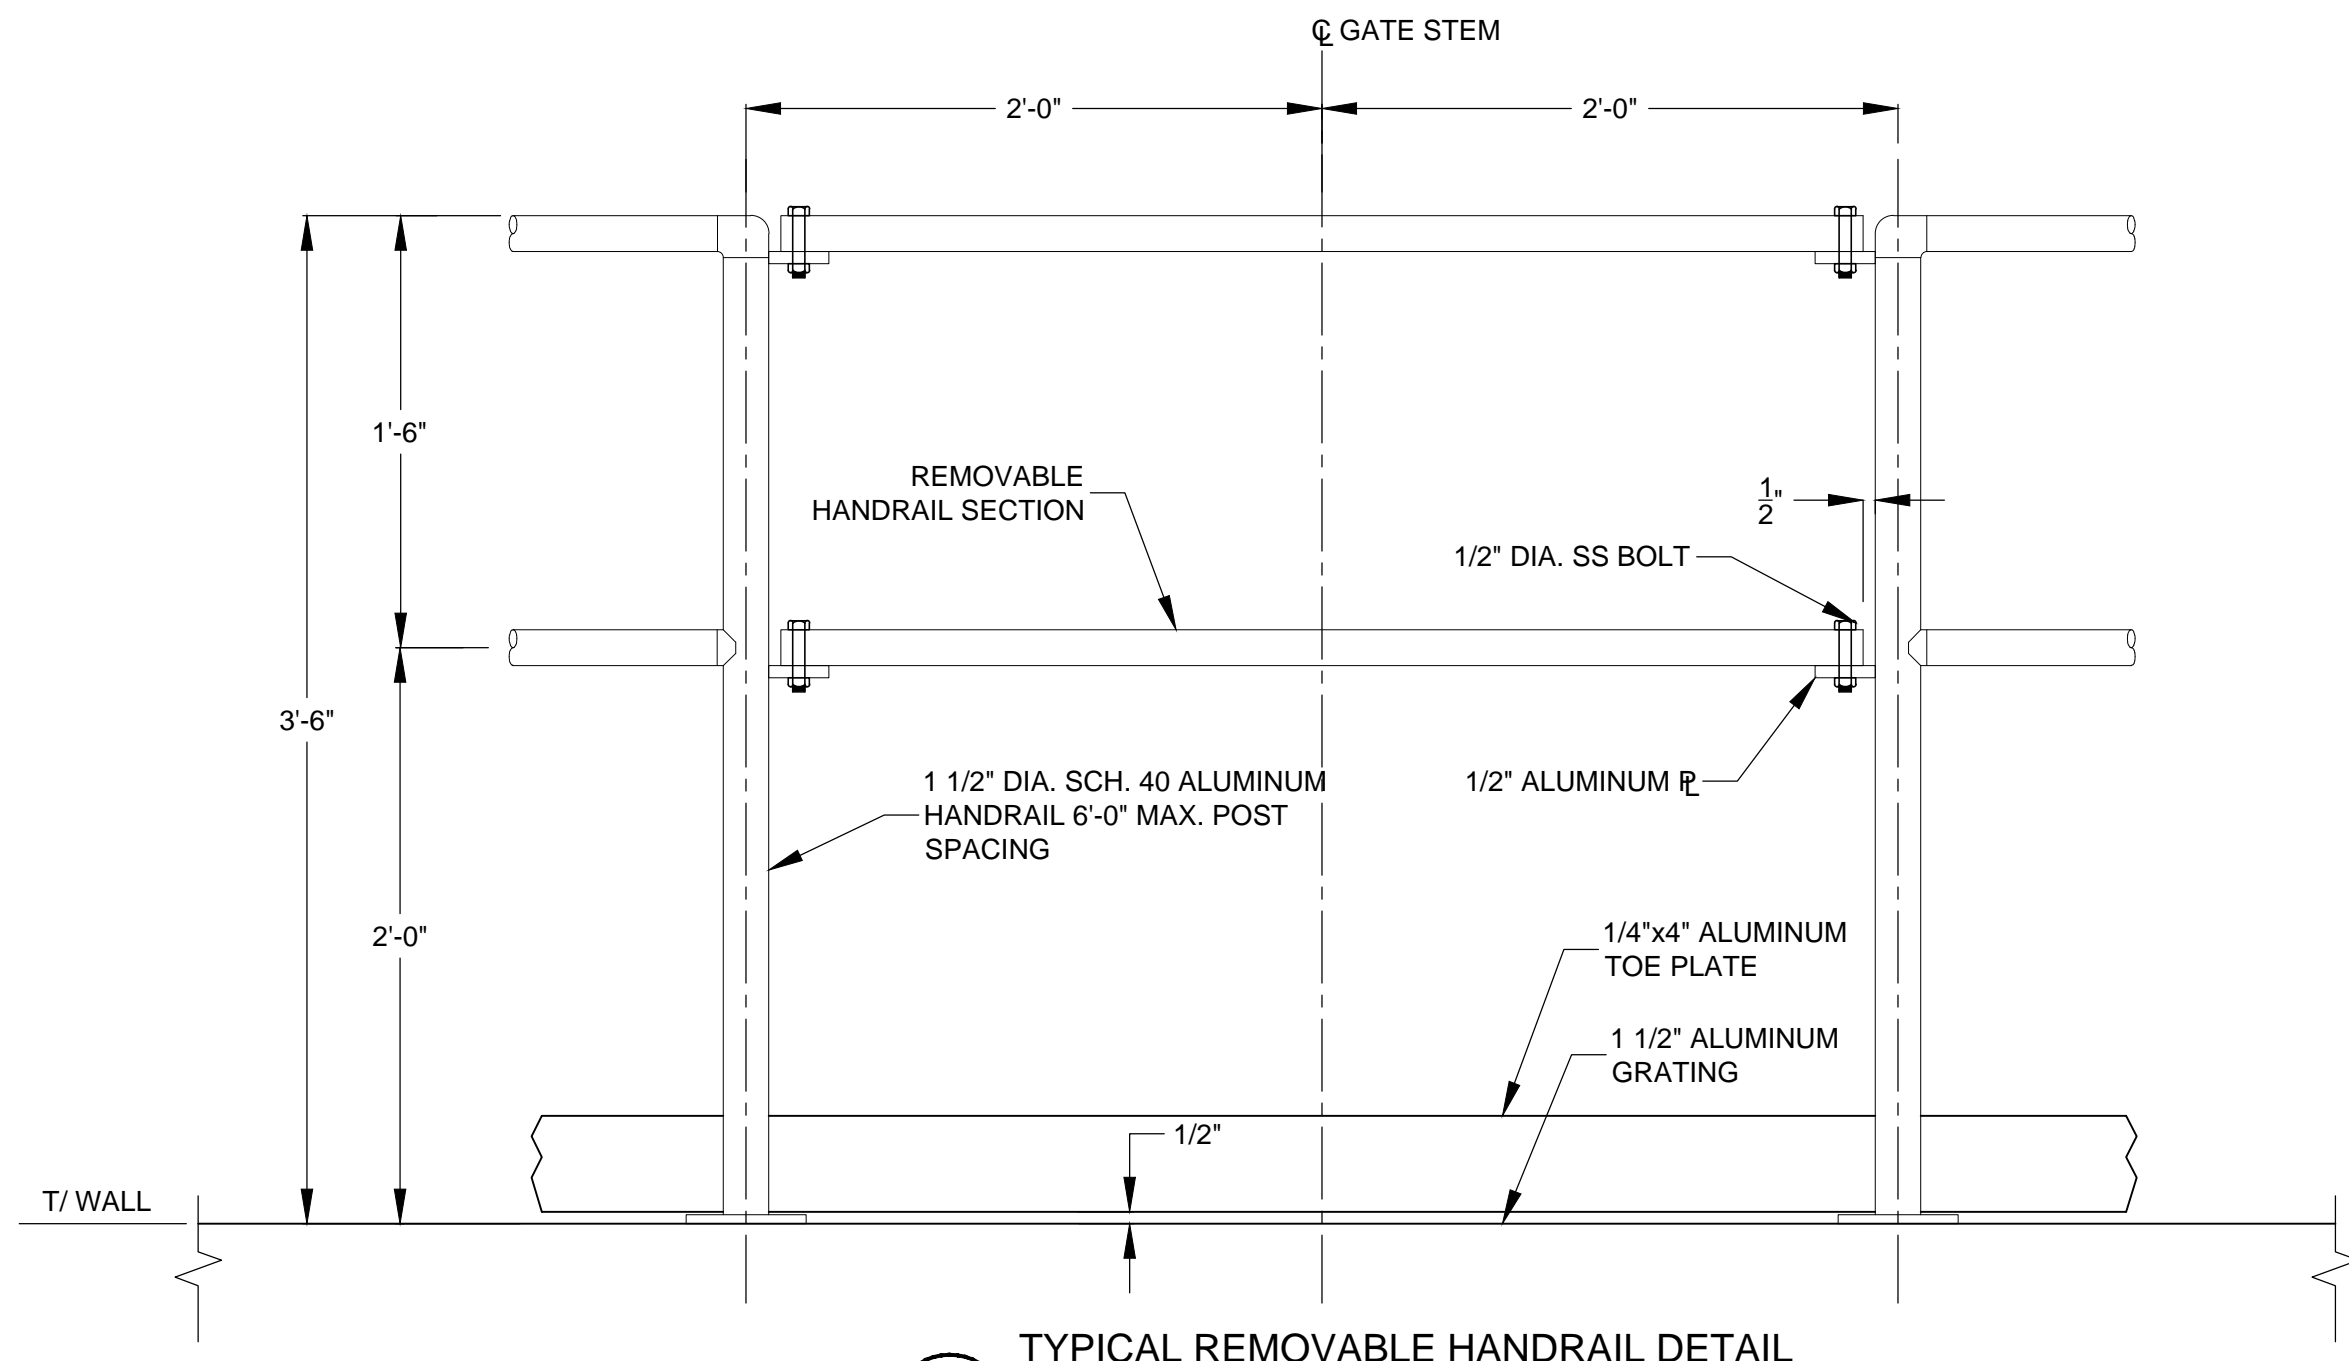 ℄ GATE STEM
2'-0"
2'-0"
1'-6"
REMOVABLE
HANDRAIL SECTION
1/2"
1/2" DIA. SS BOLT
3'-6"
1 1/2" DIA. SCH. 40 ALUMINUM
HANDRAIL 6'-0" MAX. POST
SPACING
1/2" ALUMINUM PL
2'-0"
1/4"x4" ALUMINUM
TOE PLATE
1 1/2" ALUMINUM
GRATING
1/2"
T/ WALL
TYPICAL REMOVABLE HANDRAIL DETAIL